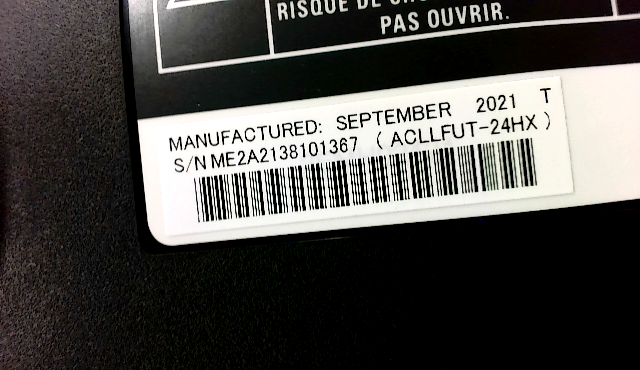 RISQUE DE
PAS OUVRIR.
MANUFACTURED: SEPTEMBER 2021 T
S/N ME2A2138101367 ( ACLLFUT-24HX )